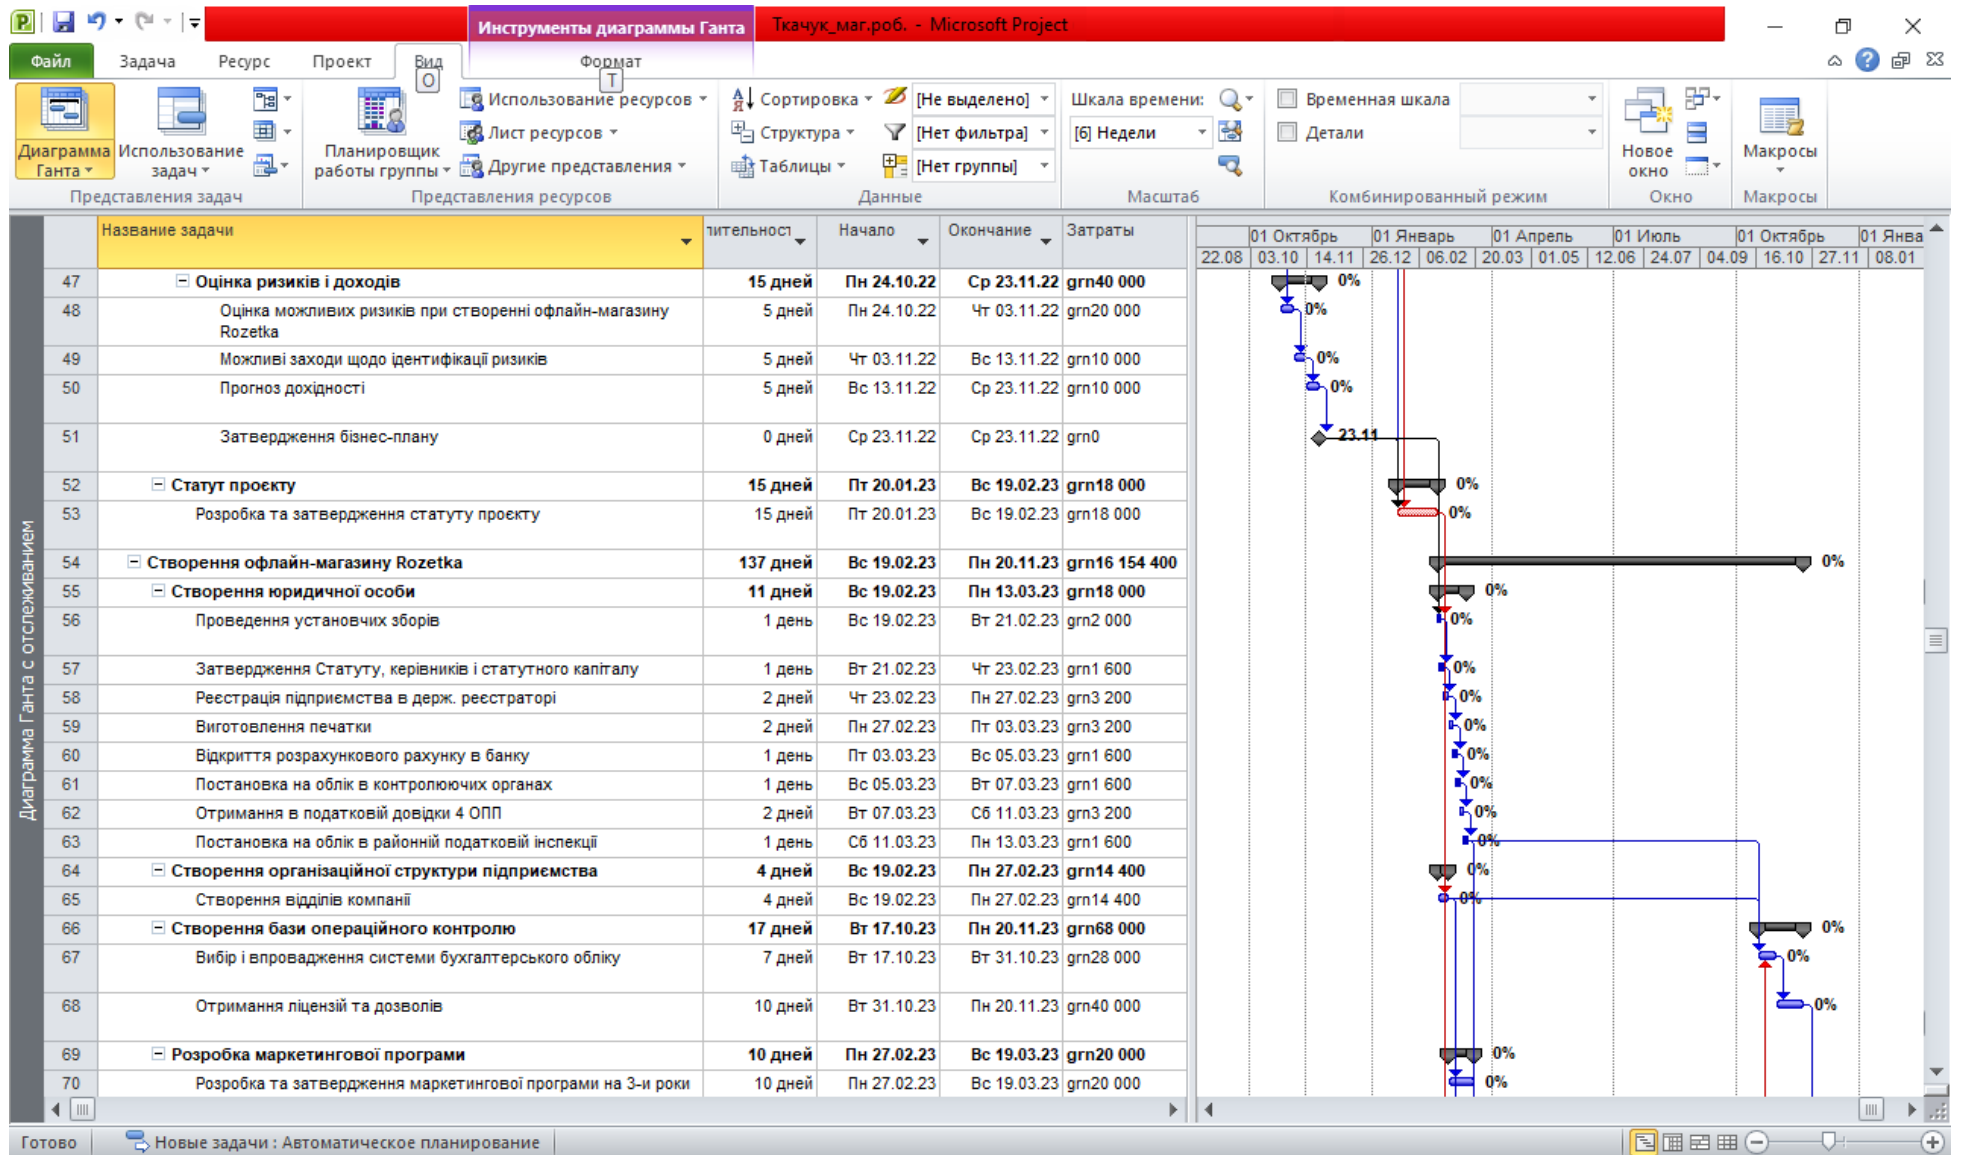 Инструменты диаграммы Ганта
Ткачук_маг.роб. - Microsoft Project
Файл Задача Ресурс Проект Вид Формат
O T
Диаграмма Ганта
Использование задач
Представления задач
Планировщик работы группы
Использование ресурсов
Лист ресурсов
Другие представления
Представления ресурсов
Сортировка [Не выделено]
Структура [Нет фильтра]
Таблицы [Нет группы]
Данные
Шкала времени:
[6] Недели
Масштаб
Временная шкала
Детали
Комбинированный режим
Новое окно
Окно
Макросы
Макросы
Название задачи Начало Окончание Затраты
01 Октябрь 01 Январь 01 Апрель 01 Июль 01 Октябрь 01 Янва
22.08 03.10 14.11 26.12 06.02 20.03 01.05 12.06 24.07 04.09 16.10 27.11 08.01
47 Оцінка ризиків і доходів 15 дней Пн 24.10.22 Ср 23.11.22 grn40 000 0%
48 Оцінка можливих ризиків при створенні офлайн-магазину Rozetka 5 дней Пн 24.10.22 Чт 03.11.22 grn20 000 0%
49 Можливі заходи щодо ідентифікації ризиків 5 дней Чт 03.11.22 Вс 13.11.22 grn10 000 0%
50 Прогноз дохідності 5 дней Вс 13.11.22 Ср 23.11.22 grn10 000 0%
51 Затвердження бізнес-плану 0 дней Ср 23.11.22 Ср 23.11.22 grn0 23.11
52 Статут проєкту 15 дней Пт 20.01.23 Вс 19.02.23 grn18 000 0%
53 Розробка та затвердження статуту проєкту 15 дней Пт 20.01.23 Вс 19.02.23 grn18 000 0%
54 Створення офлайн-магазину Rozetka 137 дней Вс 19.02.23 Пн 20.11.23 grn16 154 400 0%
55 Створення юридичної особи 11 дней Вс 19.02.23 Пн 13.03.23 grn18 000 0%
56 Проведення установчих зборів 1 день Вс 19.02.23 Вт 21.02.23 grn2 000 0%
57 Затвердження Статуту, керівників і статутного капіталу 1 день Вт 21.02.23 Чт 23.02.23 grn1 600 0%
58 Реєстрація підприємства в держ. реєстраторі 2 дней Чт 23.02.23 Пн 27.02.23 grn3 200 0%
59 Виготовлення печатки 2 дней Пн 27.02.23 Пт 03.03.23 grn3 200 0%
60 Відкриття розрахункового рахунку в банку 1 день Пт 03.03.23 Вс 05.03.23 grn1 600 0%
61 Постановка на облік в контролюючих органах 1 день Вс 05.03.23 Вт 07.03.23 grn1 600 0%
62 Отримання в податковій довідки 4 ОПП 2 дней Вт 07.03.23 Сб 11.03.23 grn3 200 0%
63 Постановка на облік в районній податковій інспекції 1 день Сб 11.03.23 Пн 13.03.23 grn1 600 0%
64 Створення організаційної структури підприємства 4 дней Вс 19.02.23 Пн 27.02.23 grn14 400 0%
65 Створення відділів компанії 4 дней Вс 19.02.23 Пн 27.02.23 grn14 400 0%
66 Створення бази операційного контролю 17 дней Вт 17.10.23 Пн 20.11.23 grn68 000 0%
67 Вибір і впровадження системи бухгалтерського обліку 7 дней Вт 17.10.23 Вт 31.10.23 grn28 000 0%
68 Отримання ліцензій та дозволів 10 дней Вт 31.10.23 Пн 20.11.23 grn40 000 0%
69 Розробка маркетингової програми 10 дней Пн 27.02.23 Вс 19.03.23 grn20 000 0%
70 Розробка та затвердження маркетингової програми на 3-и роки 10 дней Пн 27.02.23 Вс 19.03.23 grn20 000 0%
Диаграмма Ганта с отслеживанием
Готово Новые задачи : Автоматическое планирование